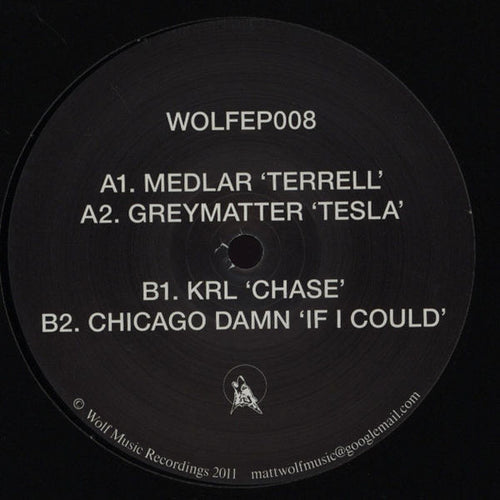 WOLFEP008
A1. MEDLAR ‘TERRELL’
A2. GREYMATTER ‘TESLA’
B1. KRL ‘CHASE’
B2. CHICAGO DAMN ‘IF I COULD’
© Wolf Music Recordings 2011 mattwolfmusic@googlemail.com